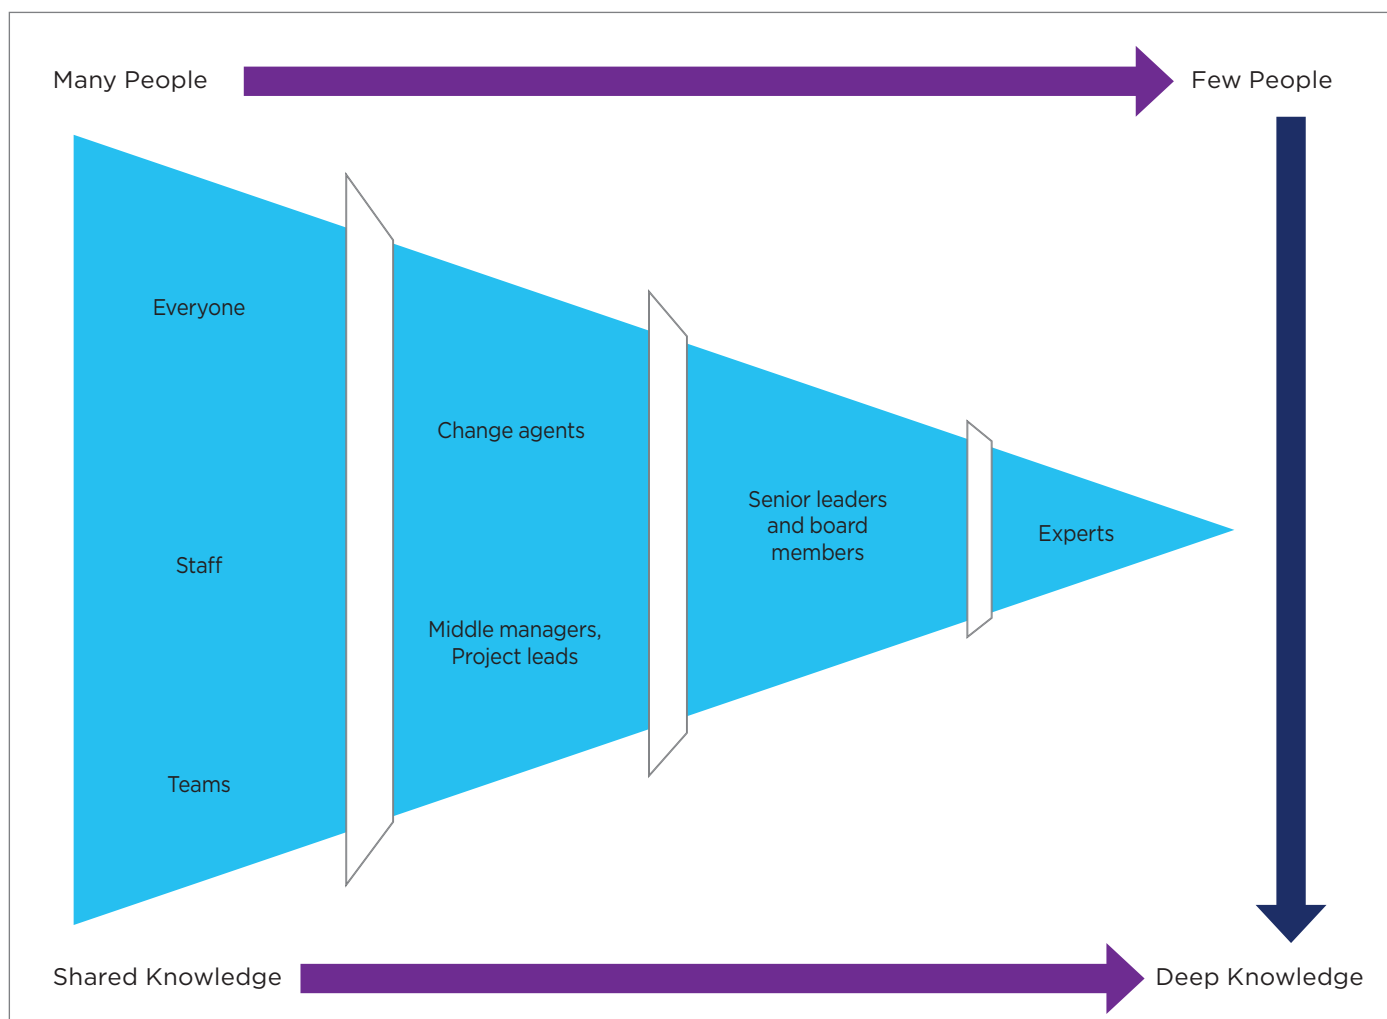 Many People
Few People
Everyone
Staff
Teams
Change agents
Middle managers,
Project leads
Senior leaders
and board
members
Experts
Shared Knowledge
Deep Knowledge